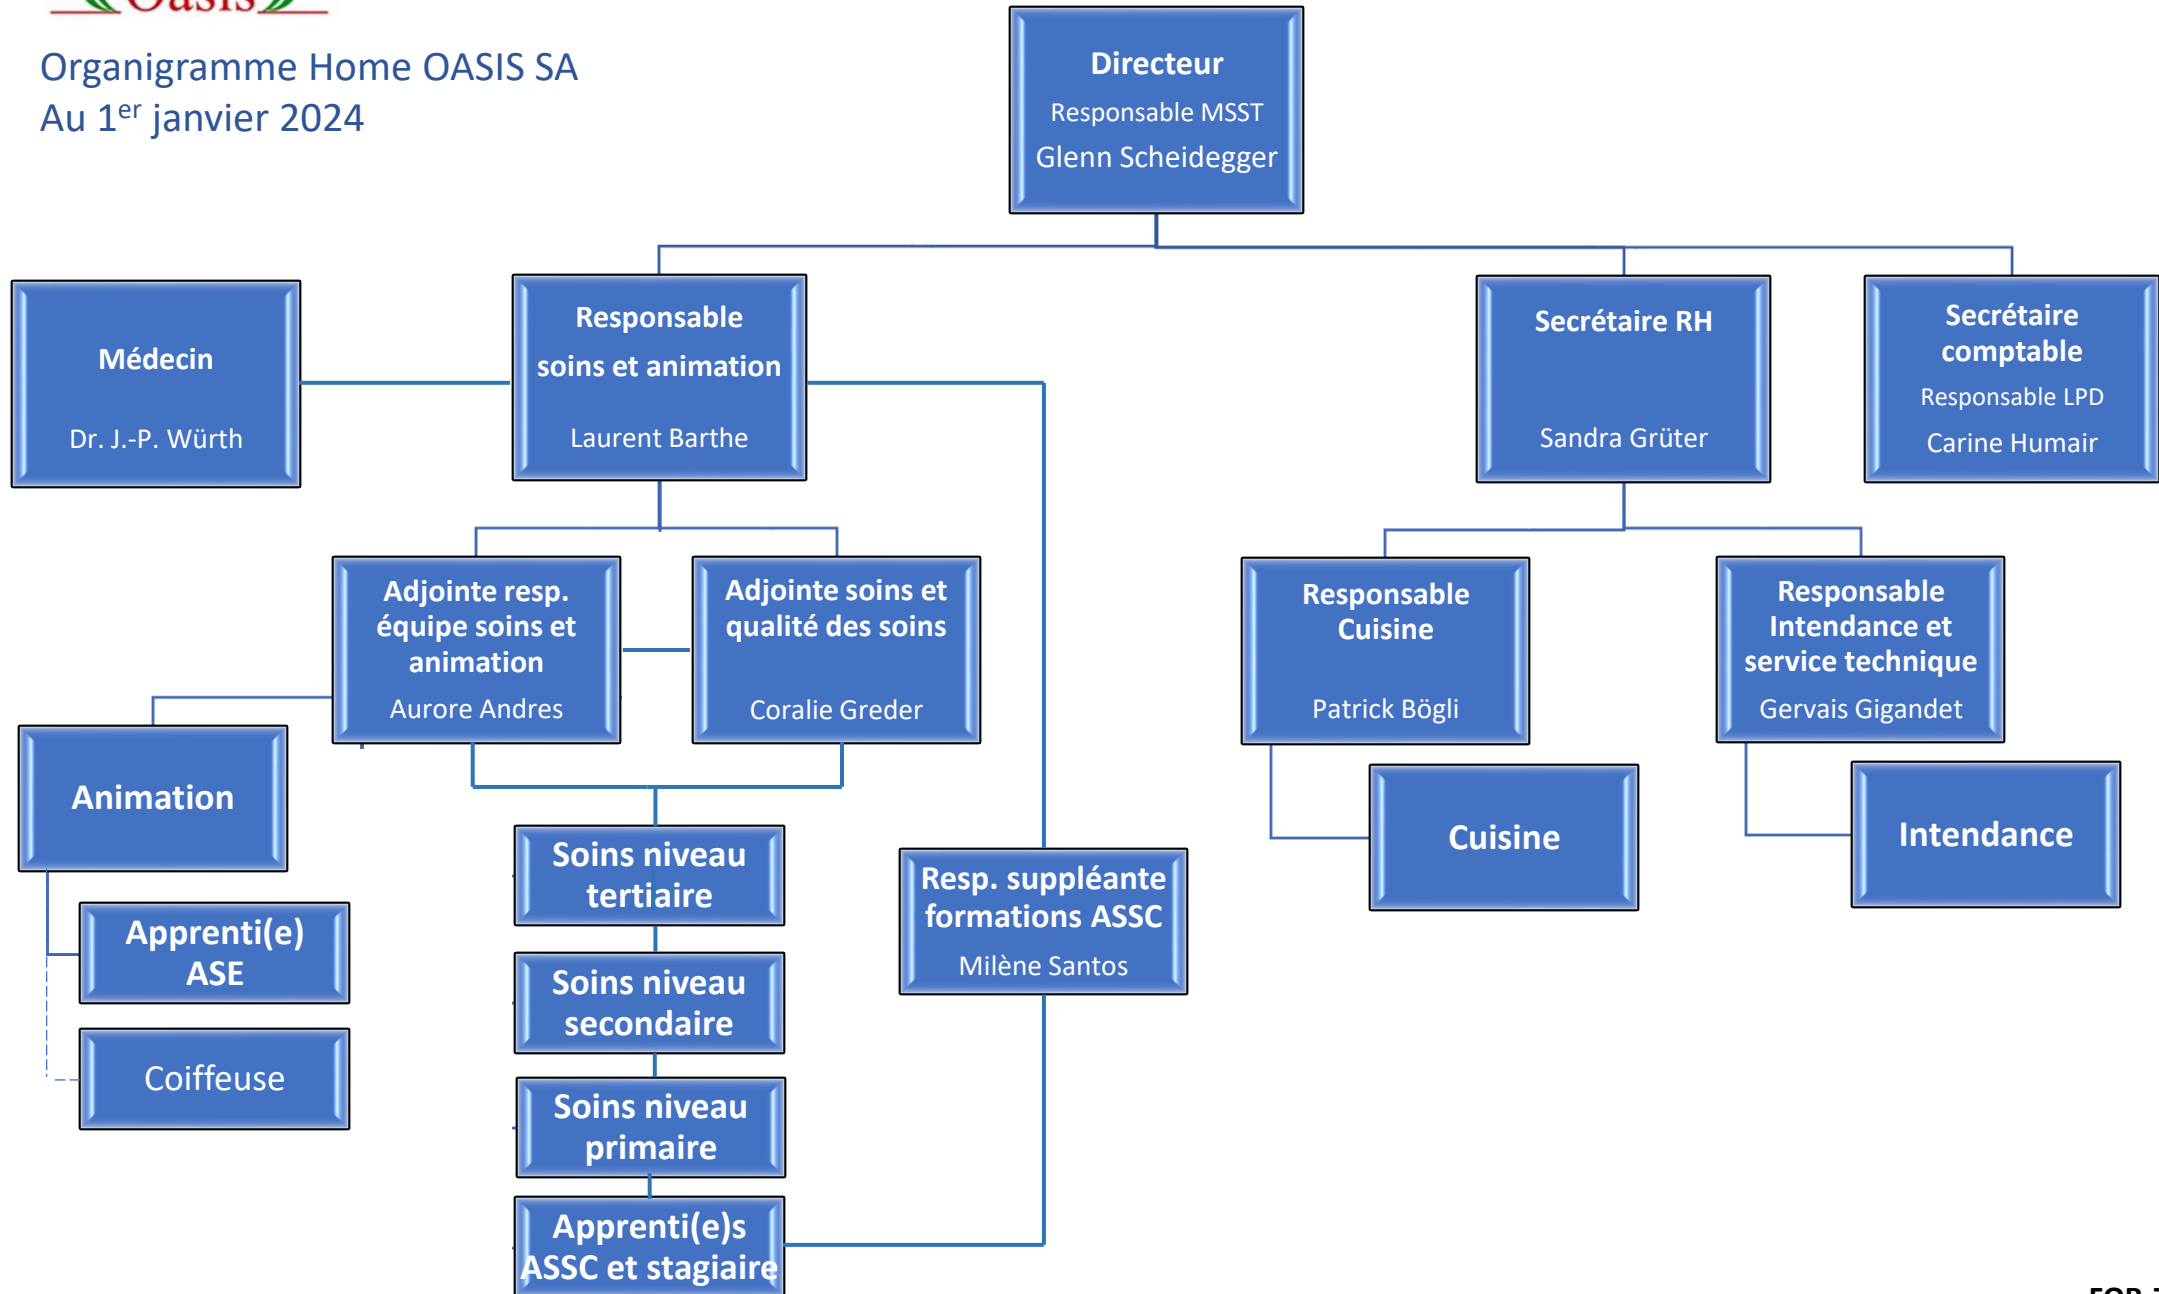 Oasis
Organigramme Home OASIS SA
Au 1er janvier 2024
Directeur
Responsable MSST
Glenn Scheidegger
Médecin
Dr. J.-P. Würth
Responsable
soins et animation
Laurent Barthe
Secrétaire RH
Sandra Grüter
Secrétaire
comptable
Responsable LPD
Carine Humair
Adjointe resp.
équipe soins et
animation
Aurore Andres
Adjointe soins et
qualité des soins
Coralie Greder
Responsable
Cuisine
Patrick Bögli
Responsable
Intendance et
service technique
Gervais Gigandet
Animation
Cuisine
Intendance
Soins niveau
tertiaire
Resp. suppléante
formations ASSC
Milène Santos
Apprenti(e)
ASE
Soins niveau
secondaire
Coiffeuse
Soins niveau
primaire
Apprenti(e)s
ASSC et stagiaire